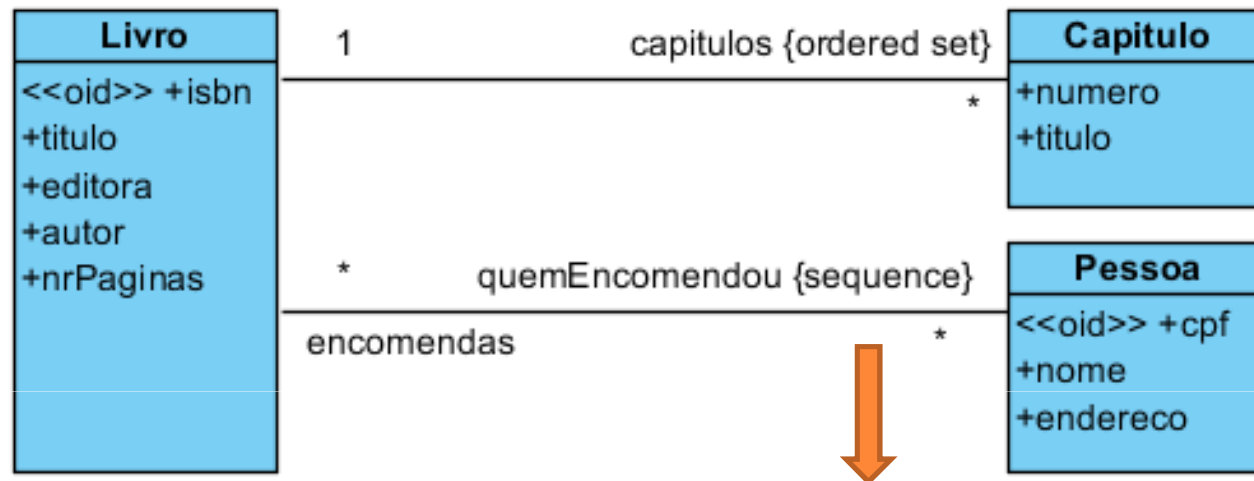 Livro
<<oid>> +isbn
+titulo
+editora
+autor
+nrPaginas
1
capitulos {ordered set}
*
Capitulo
+numero
+titulo
*
quemEncomendou {sequence}
encomendas
*
Pessoa
<<oid>> +cpf
+nome
+endereco